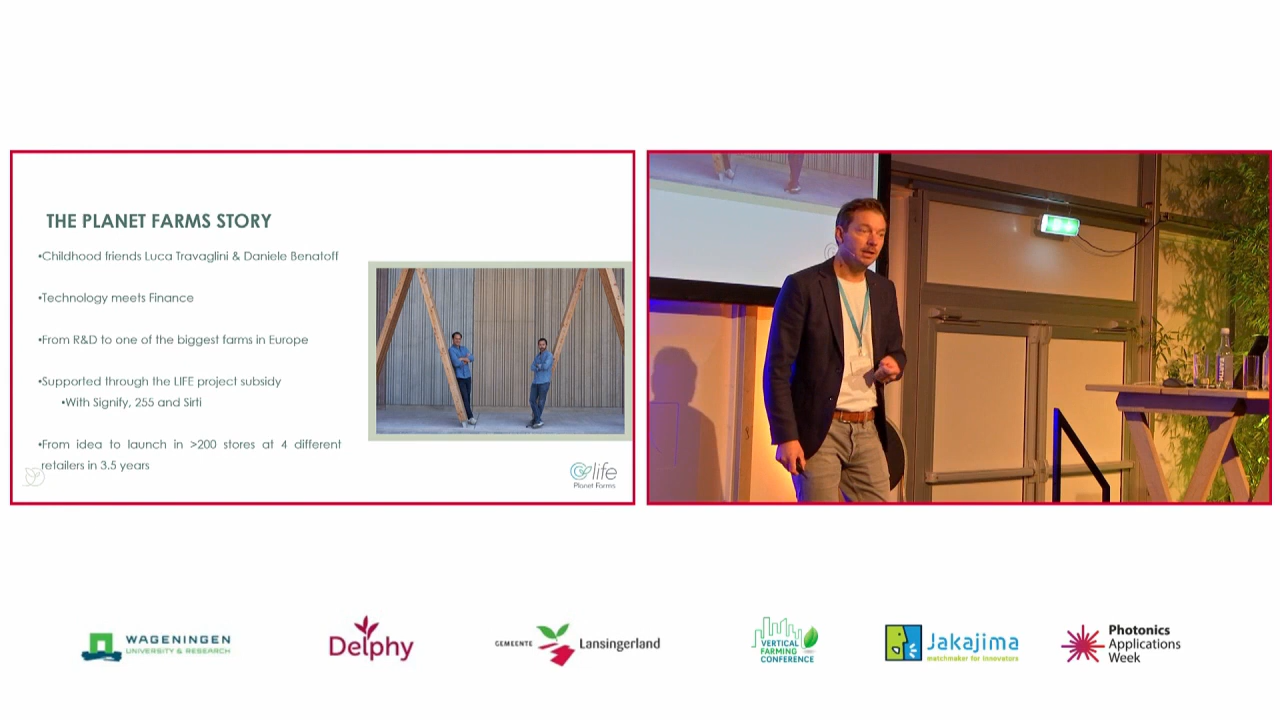 THE PLANET FARMS STORY
•Childhood friends Luca Travaglini & Daniele Benatoff
•Technology meets Finance
•From R&D to one of the biggest farms in Europe
•Supported through the LIFE project subsidy
•With Signify, 255 and Sirti
•From idea to launch in >200 stores at 4 different
retailers in 3.5 years
life
Planet Farms
EARTH
WAGENINGEN
UNIVERSITY & RESEARCH
Delphy
GEMEENTE Lansingerland
VERTICAL
FARMING
CONFERENCE
Jakajima
matchmaker for innovators
Photonics
Applications
Week